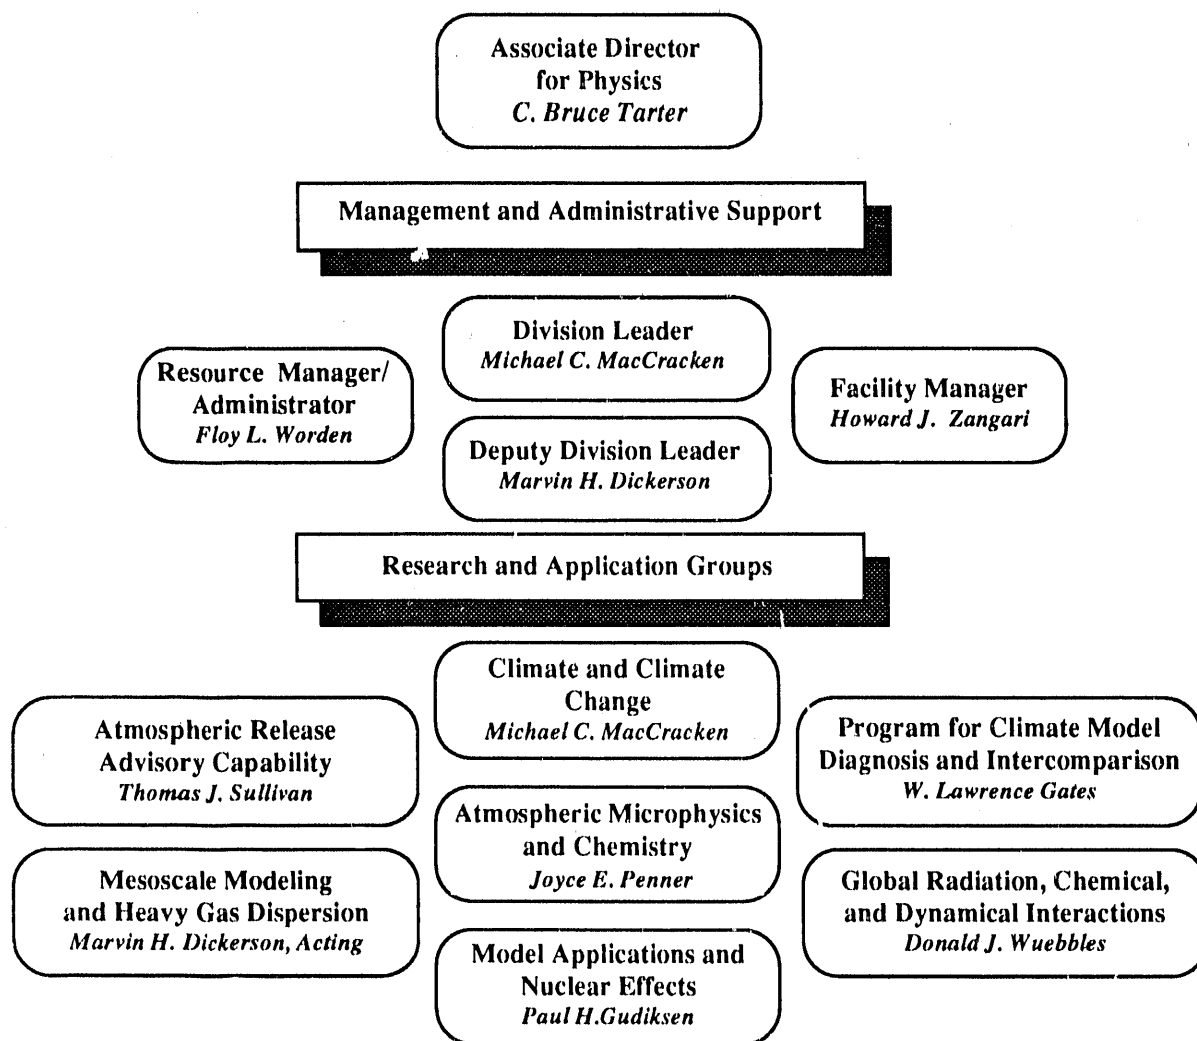 Associate Director
for Physics
C. Bruce Tarter
Management and Administrative Support
Division Leader
Michael C. MacCracken
Resource Manager/
Administrator
Floy L. Worden
Facility Manager
Howard J. Zangari
Deputy Division Leader
Marvin H. Dickerson
Research and Application Groups
Climate and Climate
Change
Michael C. MacCracken
Atmospheric Release
Advisory Capability
Thomas J. Sullivan
Program for Climate Model
Diagnosis and Intercomparison
W. Lawrence Gates
Atmospheric Microphysics
and Chemistry
Joyce E. Penner
Mesoscale Modeling
and Heavy Gas Dispersion
Marvin H. Dickerson, Acting
Global Radiation, Chemical,
and Dynamical Interactions
Donald J. Wuebbles
Model Applications and
Nuclear Effects
Paul H.Gudiksen